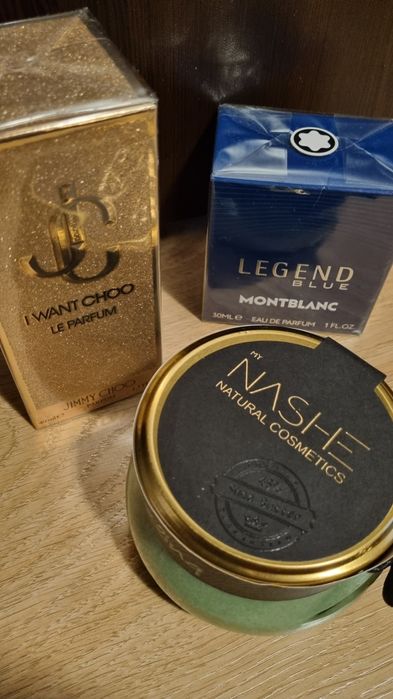 JC
I WANT CHOO
LE PARFUM
JIMMY CHOO
LEGEND
BLUE
MONTBLANC
30ML ℮ EAU DE PARFUM 1 FL.OZ
MY
NASHE
NATURAL COSMETICS